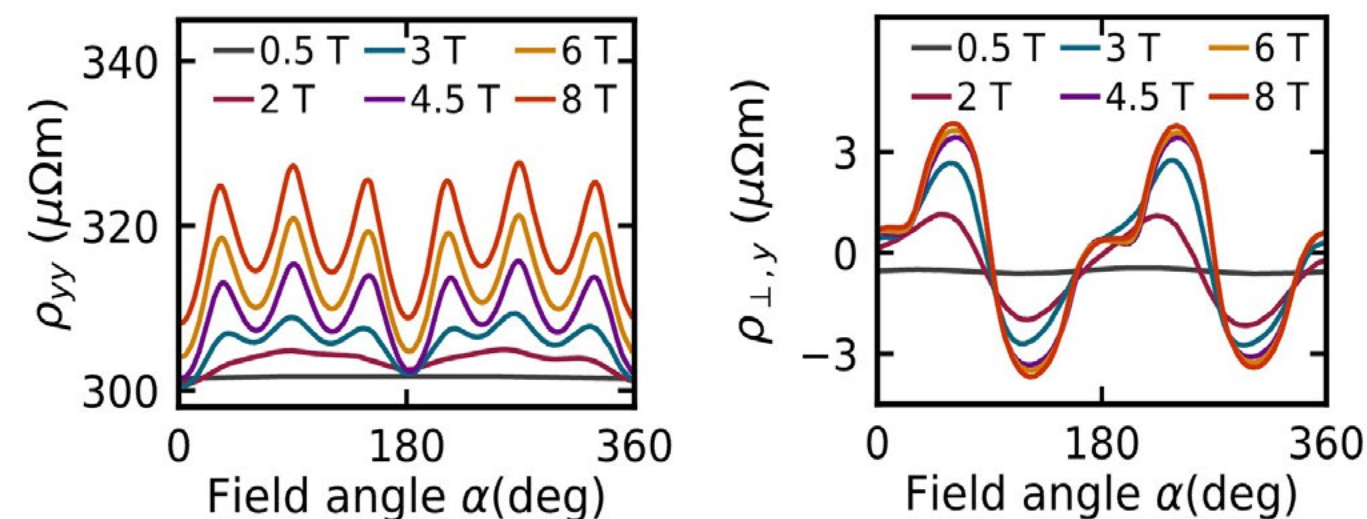 ρyy (μΩm)
340
320
300
0.5 T 3 T 6 T
2 T 4.5 T 8 T
0 180 360
Field angle α(deg)
ρ⊥,y (μΩm)
3
0
−3
0.5 T 3 T 6 T
2 T 4.5 T 8 T
0 180 360
Field angle α(deg)